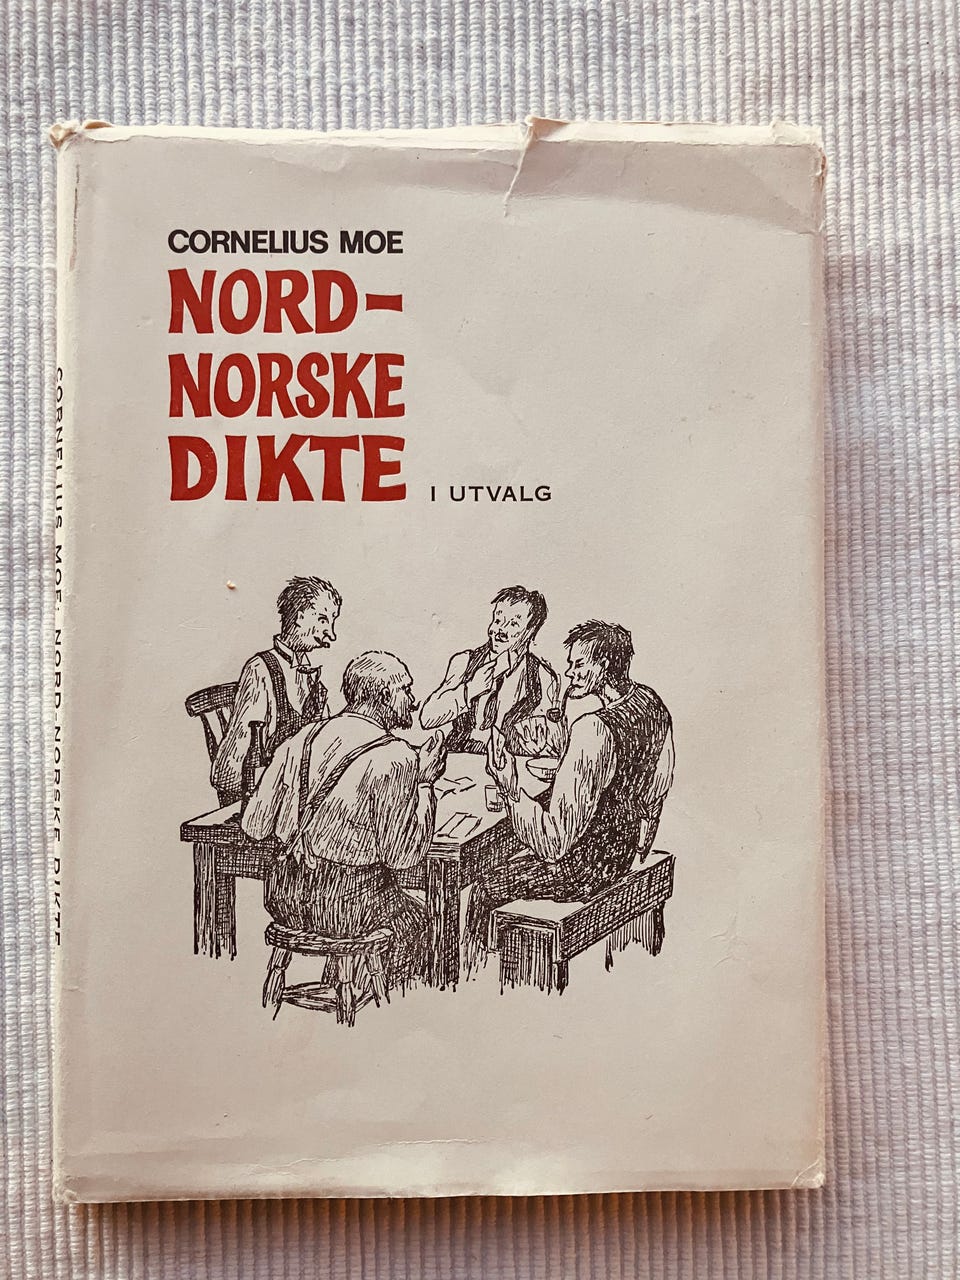 CORNELIUS MOE
NORD-
NORSKE
DIKTE I UTVALG
CORNELIUS MOE: NORD-NORSKE DIKTE